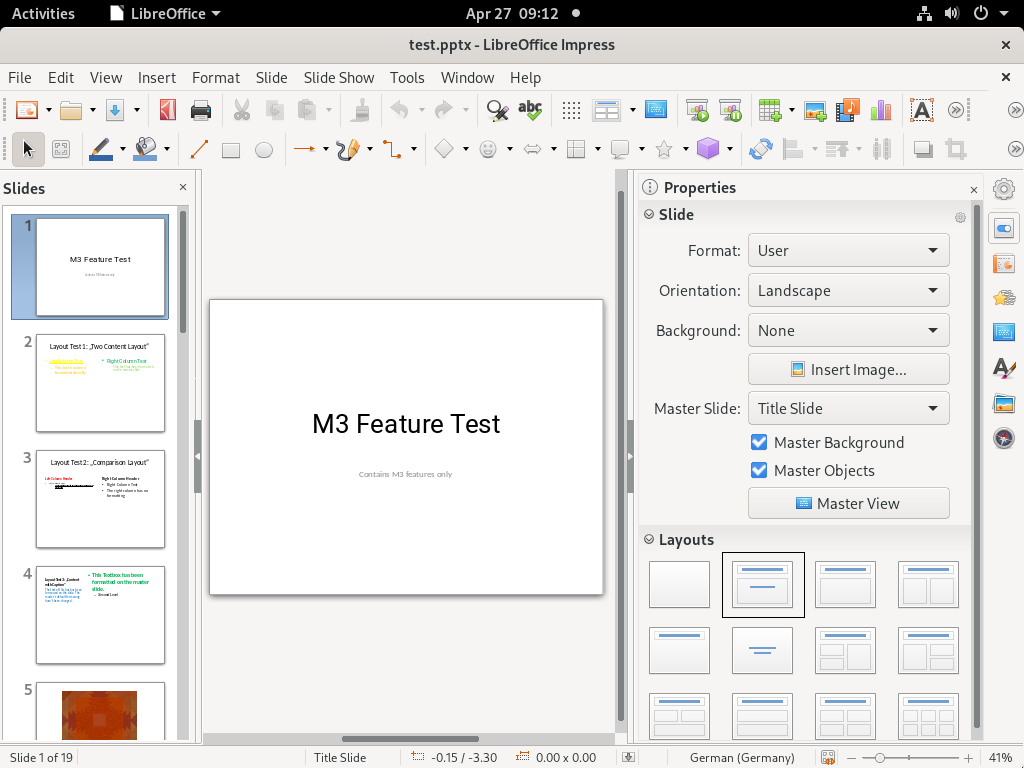 Activities LibreOffice Apr 27 09:12
test.pptx - LibreOffice Impress
File Edit View Insert Format Slide Slide Show Tools Window Help
abc
A
Slides
1
M3 Feature Test
2
Layout Test 1: „Two Content Layout“
Right Column Text
3
Layout Test 2: „Comparison Layout“
Left Column Header
Right Column Header
Right Column Text
The right column has no
formatting
4
Layout Test 3: „Content
with Caption“
This Textbox has been
formatted on the master
slide.
Second Level
5
M3 Feature Test
Contains M3 features only
Properties
Slide
Format: User
Orientation: Landscape
Background: None
Insert Image...
Master Slide: Title Slide
Master Background
Master Objects
Master View
Layouts
Slide 1 of 19 Title Slide -0.15 / -3.30 0.00 x 0.00 German (Germany) 41%